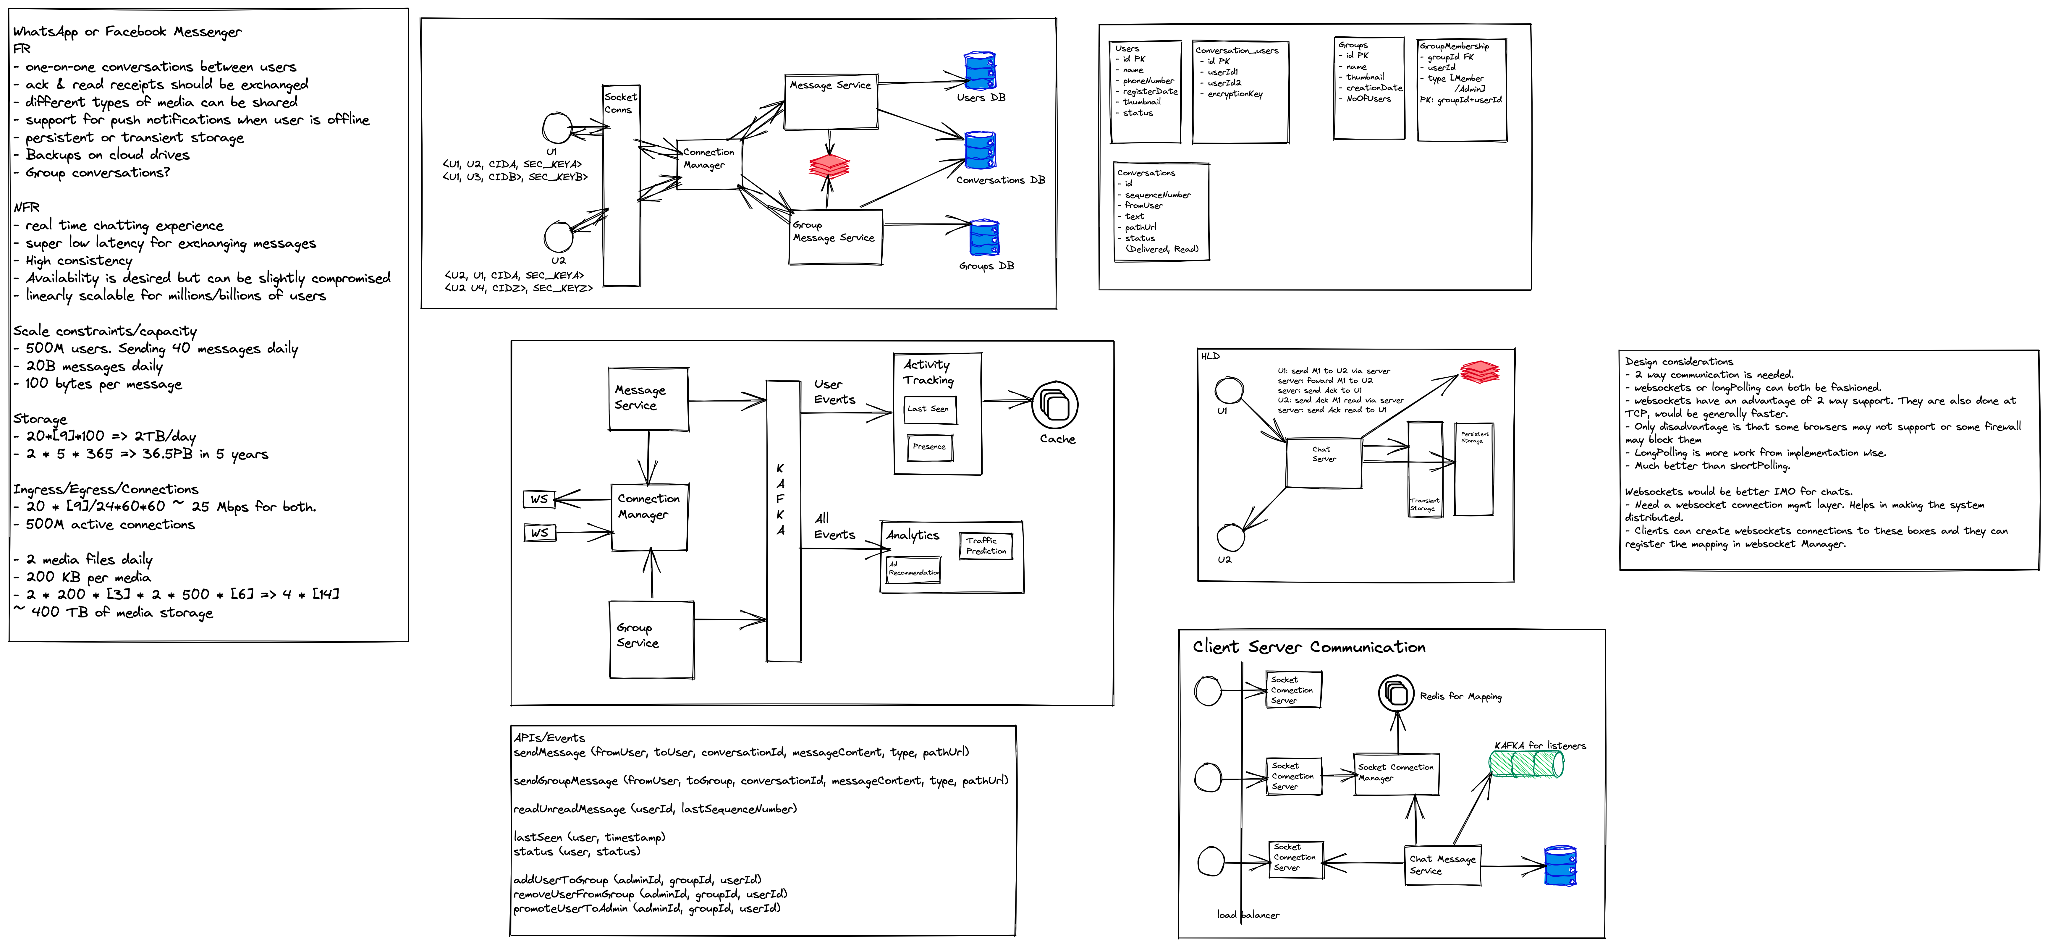 WhatsApp or Facebook Messenger
FR
- one-on-one conversations between users
- ack & read receipts should be exchanged
- different types of media can be shared
- support for push notifications when user is offline
- persistent or transient storage
- Backups on cloud drives
- Group conversations?
NFR
- real time chatting experience
- super low latency for exchanging messages
- High consistency
- Availability is desired but can be slightly compromised
- linearly scalable for millions/billions of users
Scale constraints/capacity
- 500M users. Sending 40 messages daily
- 20B messages daily
- 100 bytes per message
Storage
- 20*[9]*100 => 2TB/day
- 2 * 5 * 365 => 36.5PB in 5 years
Ingress/Egress/Connections
- 20 * [9]/24*60*60 ~ 25 Mbps for both.
- 500M active connections
- 2 media files daily
- 200 KB per media
- 2 * 200 * [3] * 2 * 500 * [6] => 4 * [14]
~ 400 TB of media storage
Socket
Conns
U1
<U1, U2, CIDA, SEC_KEYA>
<U1, U3, CIDB>, SEC_KEYB>
U2
<U2, U1, CIDA, SEC_KEYA>
<U2 U4, CIDZ>, SEC_KEYZ>
Connection
Manager
Message Service
Group
Message Service
Users DB
Conversations DB
Groups DB
Users
- id PK
- name
- phoneNumber
- registerDate
- thumbnail
- status
Conversation_users
- id PK
- userId1
- userId2
- encryptionKey
Groups
- id PK
- name
- thumbnail
- creationDate
- NoOfUsers
GroupMembership
- groupId FK
- userId
- type [Member
/Admin]
PK: groupId+userId
Conversations
- id
- sequenceNumber
- fromUser
- text
- pathUrl
- status
(Delivered, Read)
Message
Service
Connection
Manager
WS
WS
Group
Service
K
A
F
K
A
User
Events
All
Events
Activity
Tracking
Last Seen
Presence
Cache
Analytics
Traffic
Prediction
Ad
Recommendation
HLD
U1: send M1 to U2 via server
server: foward M1 to U2
sever: send Ack to U1
U2: send Ack M1 read via server
server: send Ack read to U1
U1
Chat
Server
U2
Transient
Storage
Persistent
Storage
Design considerations
- 2 way communication is needed.
- websockets or longPolling can both be fashioned.
- websockets have an advantage of 2 way support. They are also done at
TCP, would be generally faster.
- Only disadvantage is that some browsers may not support or some firewall
may block them
- LongPolling is more work from implementation wise.
- Much better than shortPolling.
Websockets would be better IMO for chats.
- Need a websocket connection mgmt layer. Helps in making the system
distributed.
- Clients can create websockets connections to these boxes and they can
register the mapping in websocket Manager.
APIs/Events
sendMessage (fromUser, toUser, conversationId, messageContent, type, pathUrl)
sendGroupMessage (fromUser, toGroup, conversationId, messageContent, type, pathUrl)
readUnreadMessage (userId, lastSequenceNumber)
lastSeen (user, timestamp)
status (user, status)
addUserToGroup (adminId, groupId, userId)
removeUserFromGroup (adminId, groupId, userId)
promoteUserToAdmin (adminId, groupId, userId)
Client Server Communication
Socket
Connection
Server
Redis for Mapping
Socket
Connection
Server
Socket Connection
Manager
KAFKA for listeners
Socket
Connection
Server
Chat Message
Service
load balancer